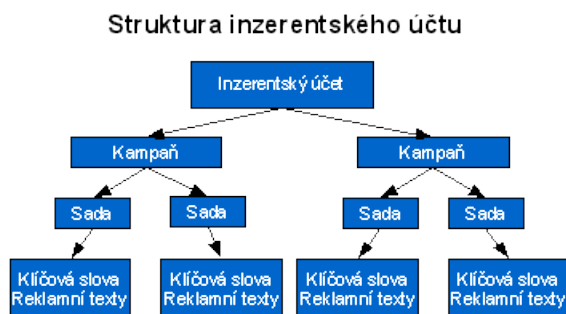 Struktura inzerentského účtu
Inzerentský účet
Kampaň
Kampaň
Sada
Sada
Sada
Sada
Klíčová slova
Reklamní texty
Klíčová slova
Reklamní texty
Klíčová slova
Reklamní texty
Klíčová slova
Reklamní texty